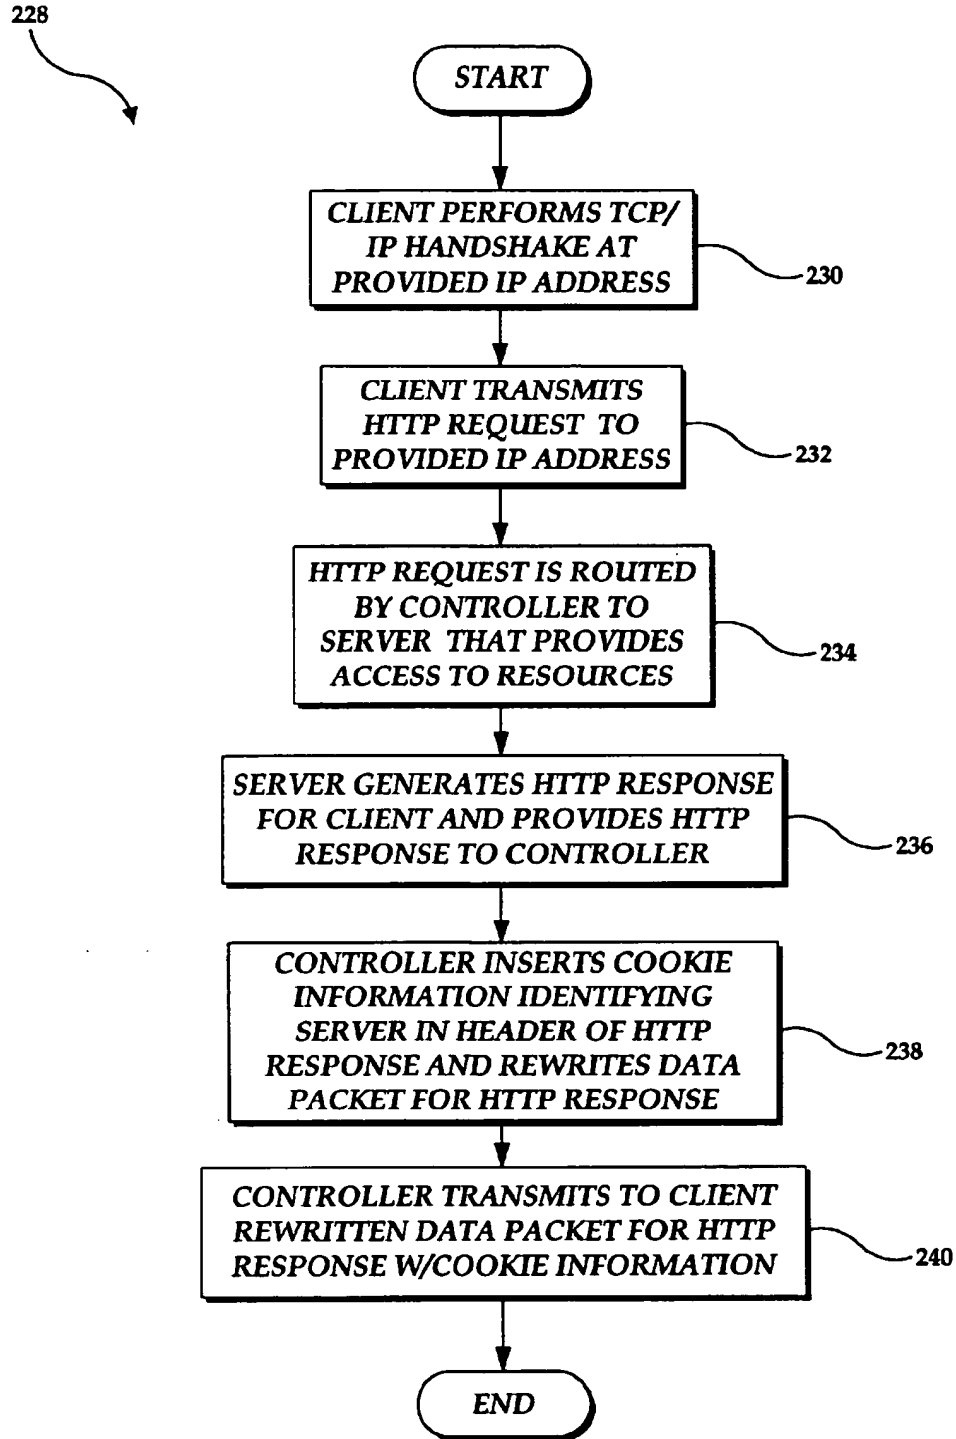 228
START
CLIENT PERFORMS TCP/
IP HANDSHAKE AT
PROVIDED IP ADDRESS
230
CLIENT TRANSMITS
HTTP REQUEST TO
PROVIDED IP ADDRESS
232
HTTP REQUEST IS ROUTED
BY CONTROLLER TO
SERVER THAT PROVIDES
ACCESS TO RESOURCES
234
SERVER GENERATES HTTP RESPONSE
FOR CLIENT AND PROVIDES HTTP
RESPONSE TO CONTROLLER
236
CONTROLLER INSERTS COOKIE
INFORMATION IDENTIFYING
SERVER IN HEADER OF HTTP
RESPONSE AND REWRITES DATA
PACKET FOR HTTP RESPONSE
238
CONTROLLER TRANSMITS TO CLIENT
REWRITTEN DATA PACKET FOR HTTP
RESPONSE W/COOKIE INFORMATION
240
END